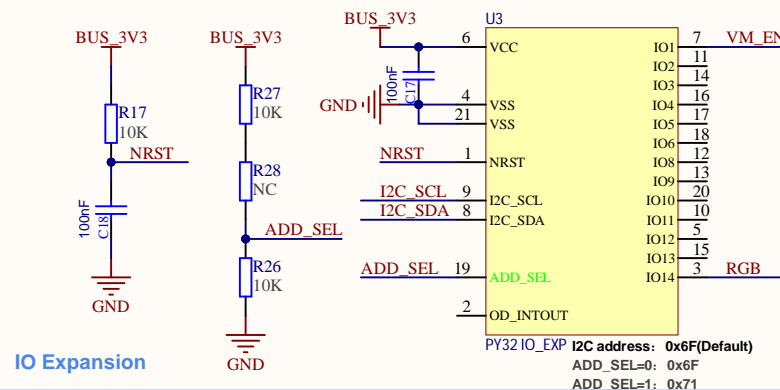 BUS_3V3
R17
10K
NRST
100nF
C18
GND
BUS_3V3
R27
10K
R28
NC
ADD_SEL
R26
10K
GND
BUS_3V3
100nF
C17
GND
NRST
I2C_SCL
I2C_SDA
ADD_SEL
U3
6 VCC
4 VSS
21 VSS
1 NRST
9 I2C_SCL
8 I2C_SDA
19 ADD_SEL
2 OD_INTOUT
IO1 7 VM_EN
IO2 11
IO3 14
IO4 16
IO5 17
IO6 18
IO8 12
IO9 13
IO10 20
IO11 10
IO12 5
IO13 15
IO14 3 RGB
PY32 IO_EXP
I2C address: 0x6F(Default)
ADD_SEL=0: 0x6F
ADD_SEL=1: 0x71
IO Expansion